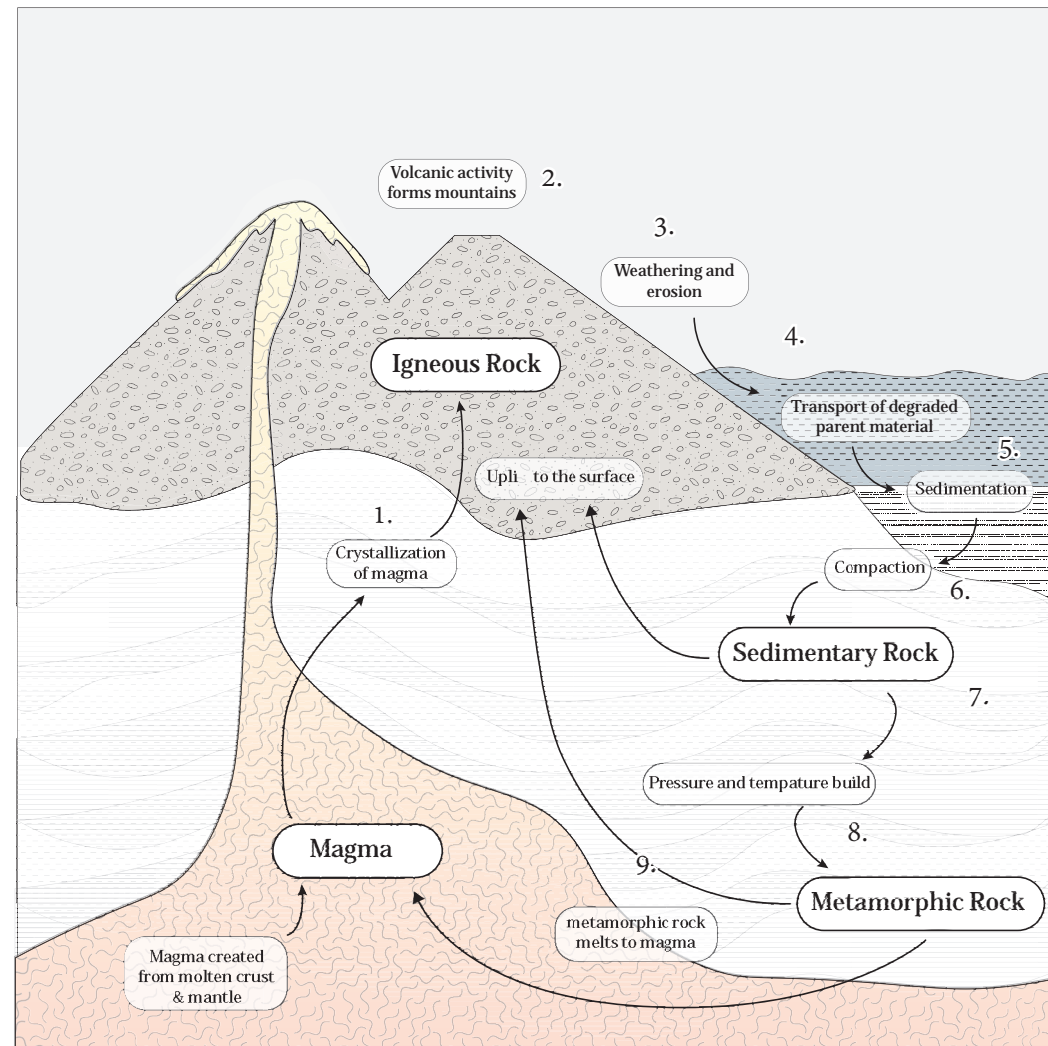 Volcanic activity
forms mountains
2.
3.
Weathering and
erosion
4.
Igneous Rock
Transport of degraded
parent material
5.
Upli to the surface
Sedimentation
1.
Crystallization
of magma
Compaction
6.
Sedimentary Rock
7.
Pressure and tempature build
8.
Magma
9.
Metamorphic Rock
metamorphic rock
melts to magma
Magma created
from molten crust
& mantle